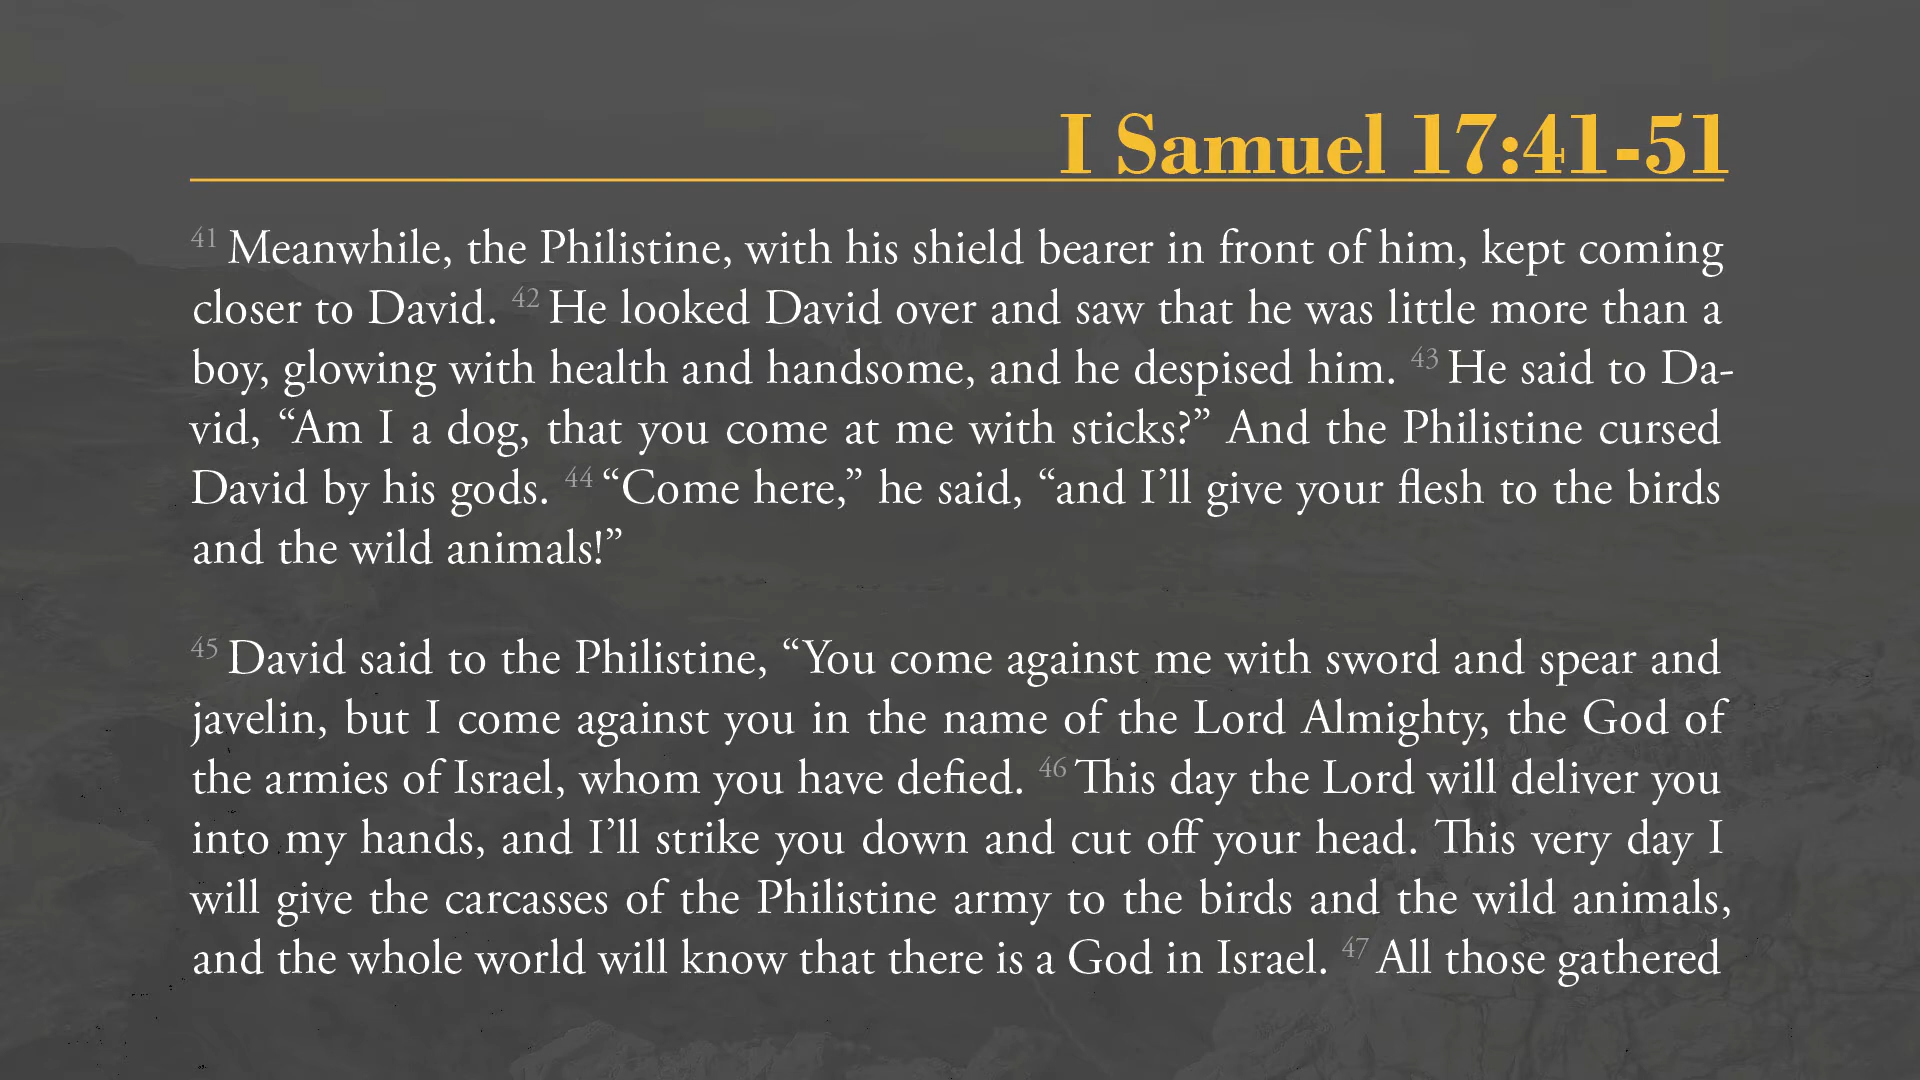 I Samuel 17:41-51
41 Meanwhile, the Philistine, with his shield bearer in front of him, kept coming
closer to David. 42 He looked David over and saw that he was little more than a
boy, glowing with health and handsome, and he despised him. 43 He said to Da-
vid, “Am I a dog, that you come at me with sticks?” And the Philistine cursed
David by his gods. 44 “Come here,” he said, “and I’ll give your flesh to the birds
and the wild animals!”
45 David said to the Philistine, “You come against me with sword and spear and
javelin, but I come against you in the name of the Lord Almighty, the God of
the armies of Israel, whom you have defied. 46 This day the Lord will deliver you
into my hands, and I’ll strike you down and cut off your head. This very day I
will give the carcasses of the Philistine army to the birds and the wild animals,
and the whole world will know that there is a God in Israel. 47 All those gathered